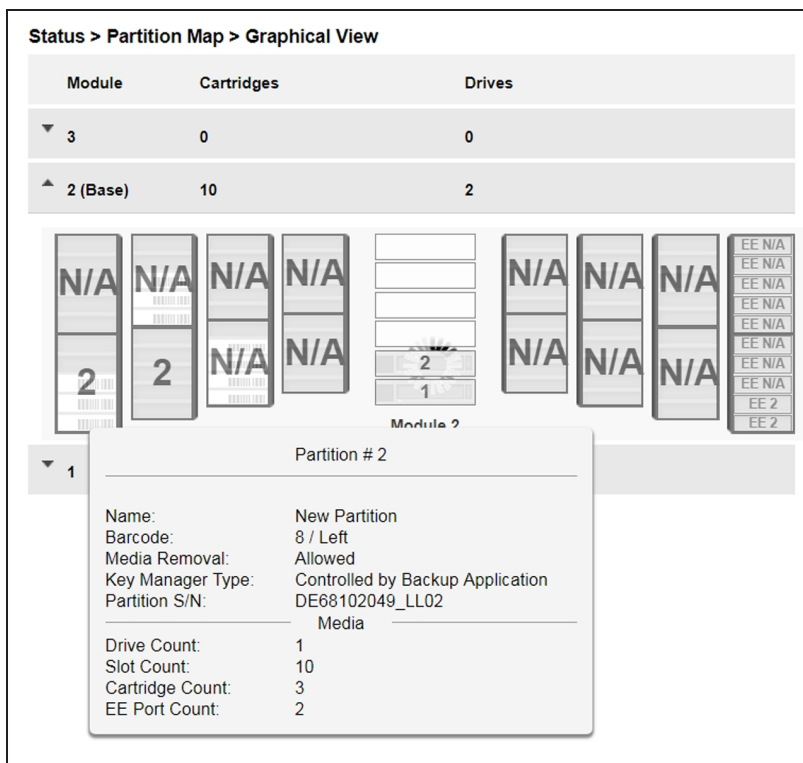 Status > Partition Map > Graphical View
Module Cartridges Drives
3 0 0
2 (Base) 10 2
N/A N/A N/A N/A N/A N/A N/A EE N/A
EE N/A
EE N/A
EE N/A
EE N/A
2 2 N/A N/A 2 N/A N/A N/A EE N/A
1 EE N/A
EE N/A
EE 2
EE 2
Module 2
1
Partition # 2
Name: New Partition
Barcode: 8 / Left
Media Removal: Allowed
Key Manager Type: Controlled by Backup Application
Partition S/N: DE68102049_LL02
Media
Drive Count: 1
Slot Count: 10
Cartridge Count: 3
EE Port Count: 2